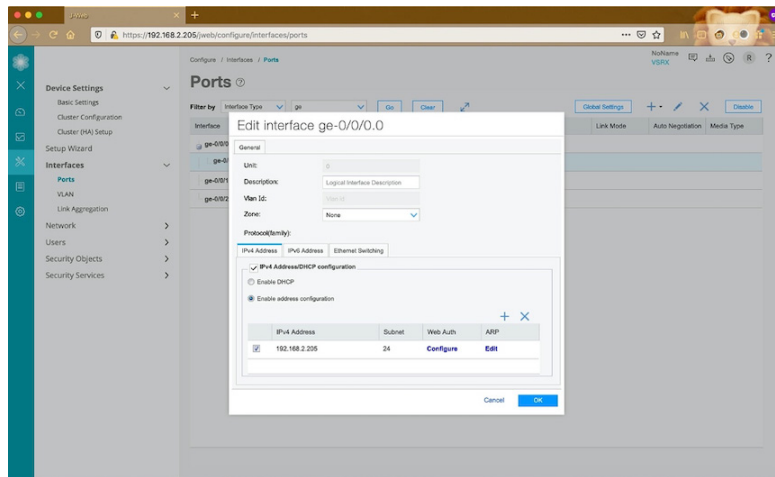 J-Web
https://192.168.2.205/jweb/configure/interfaces/ports
Configure / Interfaces / Ports
NoName
VSRX
R
?
Ports ?
Device Settings
Basic Settings
Cluster Configuration
Cluster (HA) Setup
Setup Wizard
Interfaces
Ports
VLAN
Link Aggregation
Network
Users
Security Objects
Security Services
Filter by Interface Type ge Go Clear Global Settings Disable
Interface Link Mode Auto Negotiation Media Type
ge-0/0/0
ge-0/
ge-0/0/1
ge-0/0/2
Edit interface ge-0/0/0.0
General
Unit: 0
Description: Logical Interface Description
Vlan Id: Vlan Id
Zone: None
Protocol(family):
IPv4 Address IPv6 Address Ethernet Switching
IPv4 Address/DHCP configuration
Enable DHCP
Enable address configuration
IPv4 Address Subnet Web Auth ARP
192.168.2.205 24 Configure Edit
Cancel OK